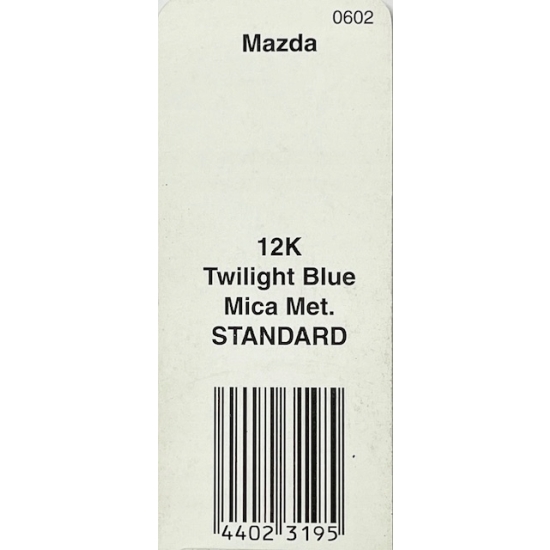 0602
Mazda
12K
Twilight Blue
Mica Met.
STANDARD
4402 3195